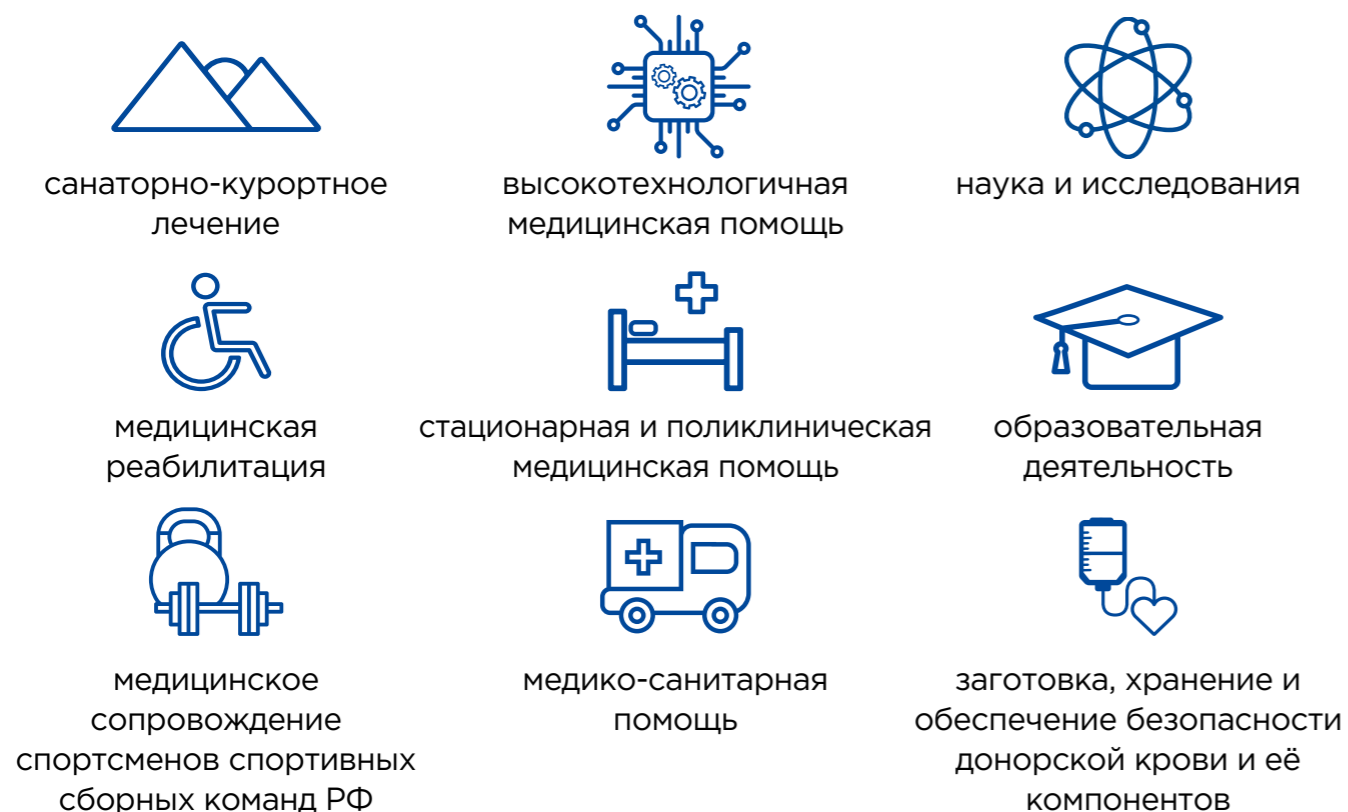 санаторно-курортное
лечение
высокотехнологичная
медицинская помощь
наука и исследования
медицинская
реабилитация
стационарная и поликлиническая
медицинская помощь
образовательная
деятельность
медицинское
сопровождение
спортсменов спортивных
сборных команд РФ
медико-санитарная
помощь
заготовка, хранение и
обеспечение безопасности
донорской крови и её
компонентов